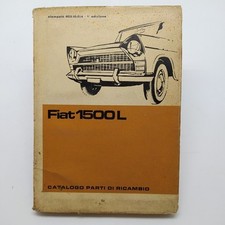 Fiat 1500 L
CATALOGO PARTI DI RICAMBIO